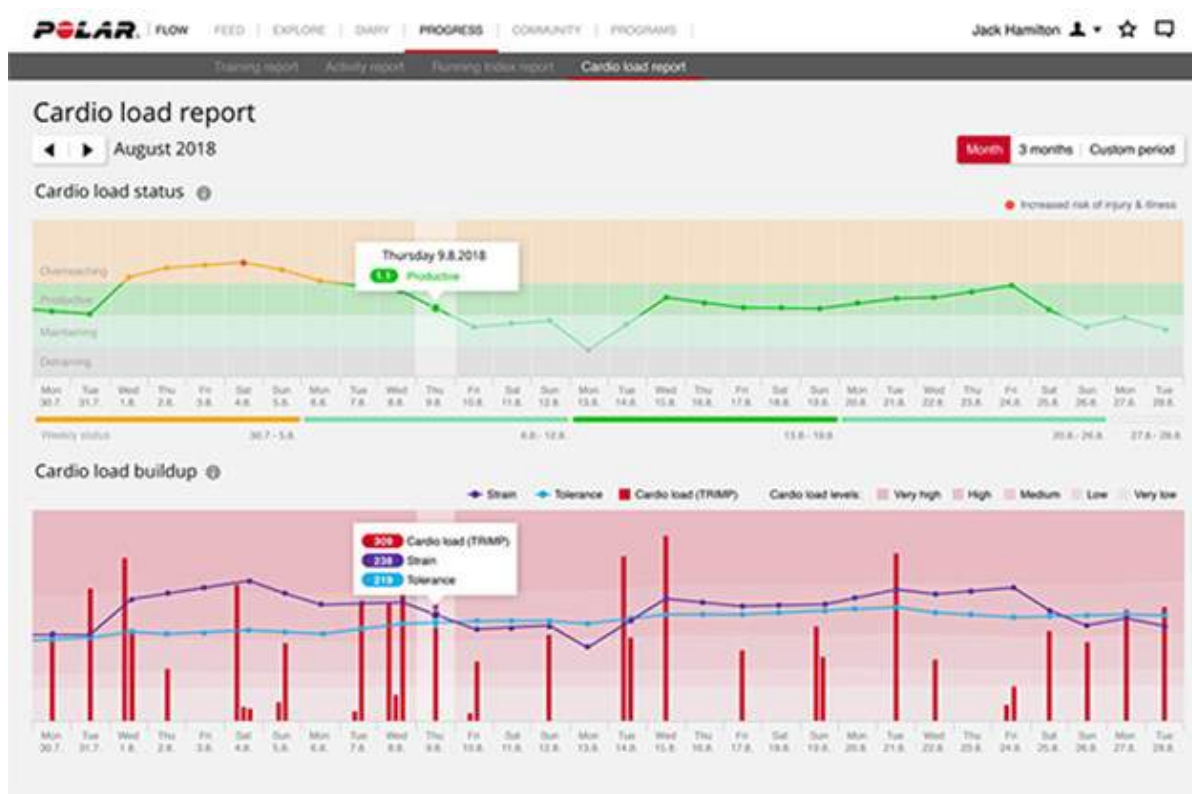 POLAR. FLOW FEED EXPLORE DIARY PROGRESS COMMUNITY PROGRAMS Jack Hamilton
Training report Activity report Running Index report Cardio load report
Cardio load report
August 2018
Month 3 months Custom period
Cardio load status
Increased risk of injury & illness
Thursday 9.8.2018
1.1 Productive
Overreaching
Productive
Maintaining
Detraining
Mon Tue Wed Thu Fri Sat Sun Mon Tue Wed Thu Fri Sat Sun Mon Tue Wed Thu Fri Sat Sun Mon Tue Wed Thu Fri Sat Sun Mon Tue
30.7. 31.7. 1.8. 2.8. 3.8. 4.8. 5.8. 6.8. 7.8. 8.8. 9.8. 10.8. 11.8. 12.8. 13.8. 14.8. 15.8. 16.8. 17.8. 18.8. 19.8. 20.8. 21.8. 22.8. 23.8. 24.8. 25.8. 26.8. 27.8. 28.8.
Weekly status 30.7 - 5.8. 6.8 - 12.8. 13.8 - 19.8. 20.8 - 26.8. 27.8 - 28.8.
Cardio load buildup
Strain Tolerance Cardio load (TRIMP) Cardio load levels: Very high High Medium Low Very low
309 Cardio load (TRIMP)
238 Strain
219 Tolerance
Mon Tue Wed Thu Fri Sat Sun Mon Tue Wed Thu Fri Sat Sun Mon Tue Wed Thu Fri Sat Sun Mon Tue Wed Thu Fri Sat Sun Mon Tue
30.7. 31.7. 1.8. 2.8. 3.8. 4.8. 5.8. 6.8. 7.8. 8.8. 9.8. 10.8. 11.8. 12.8. 13.8. 14.8. 15.8. 16.8. 17.8. 18.8. 19.8. 20.8. 21.8. 22.8. 23.8. 24.8. 25.8. 26.8. 27.8. 28.8.